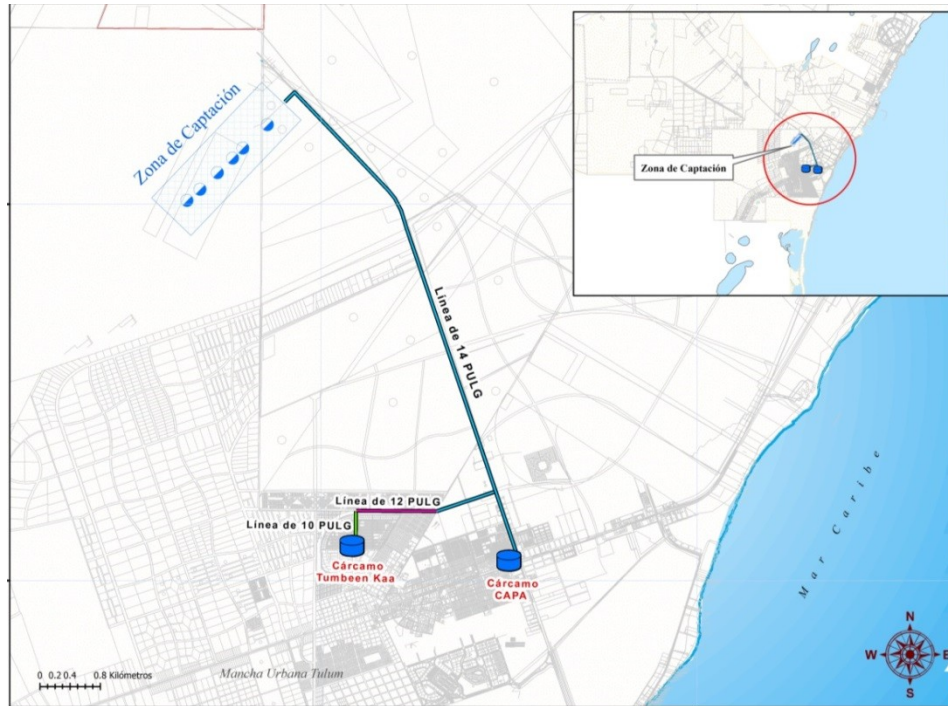 Zona de Captación
Zona de Captación
Línea de 14 PULG
Línea de 12 PULG
Línea de 10 PULG
Cárcamo
Tumbeen Kaa
Cárcamo
CAPA
Mar Caribe
Mancha Urbana Tulum
0 0.2 0.4 0.8 Kilómetros
N
W
E
S